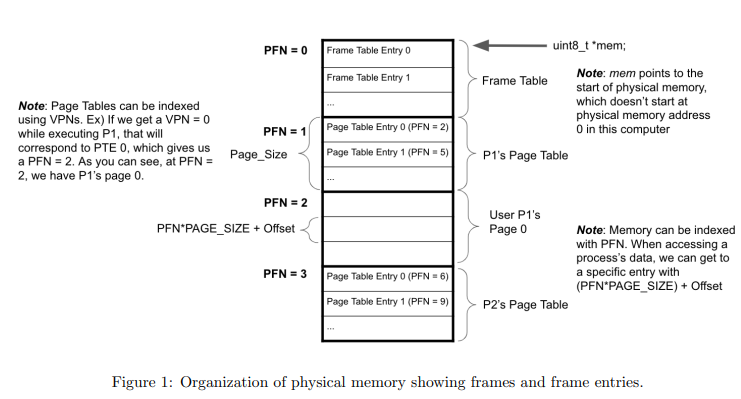 PFN = 0
Frame Table Entry 0
Frame Table Entry 1
...
Frame Table
uint8_t *mem;
Note: mem points to the
start of physical memory,
which doesn't start at
physical memory address
0 in this computer
Note: Page Tables can be indexed
using VPNs. Ex) If we get a VPN = 0
while executing P1, that will
correspond to PTE 0, which gives us
a PFN = 2. As you can see, at PFN =
2, we have P1's page 0.
PFN = 1
Page_Size
Page Table Entry 0 (PFN = 2)
Page Table Entry 1 (PFN = 5)
...
P1's Page Table
PFN = 2
PFN*PAGE_SIZE + Offset
User P1's
Page 0
Note: Memory can be indexed
with PFN. When accessing a
process's data, we can get to
a specific entry with
(PFN*PAGE_SIZE) + Offset
PFN = 3
Page Table Entry 0 (PFN = 6)
Page Table Entry 1 (PFN = 9)
...
P2's Page Table
Figure 1: Organization of physical memory showing frames and frame entries.